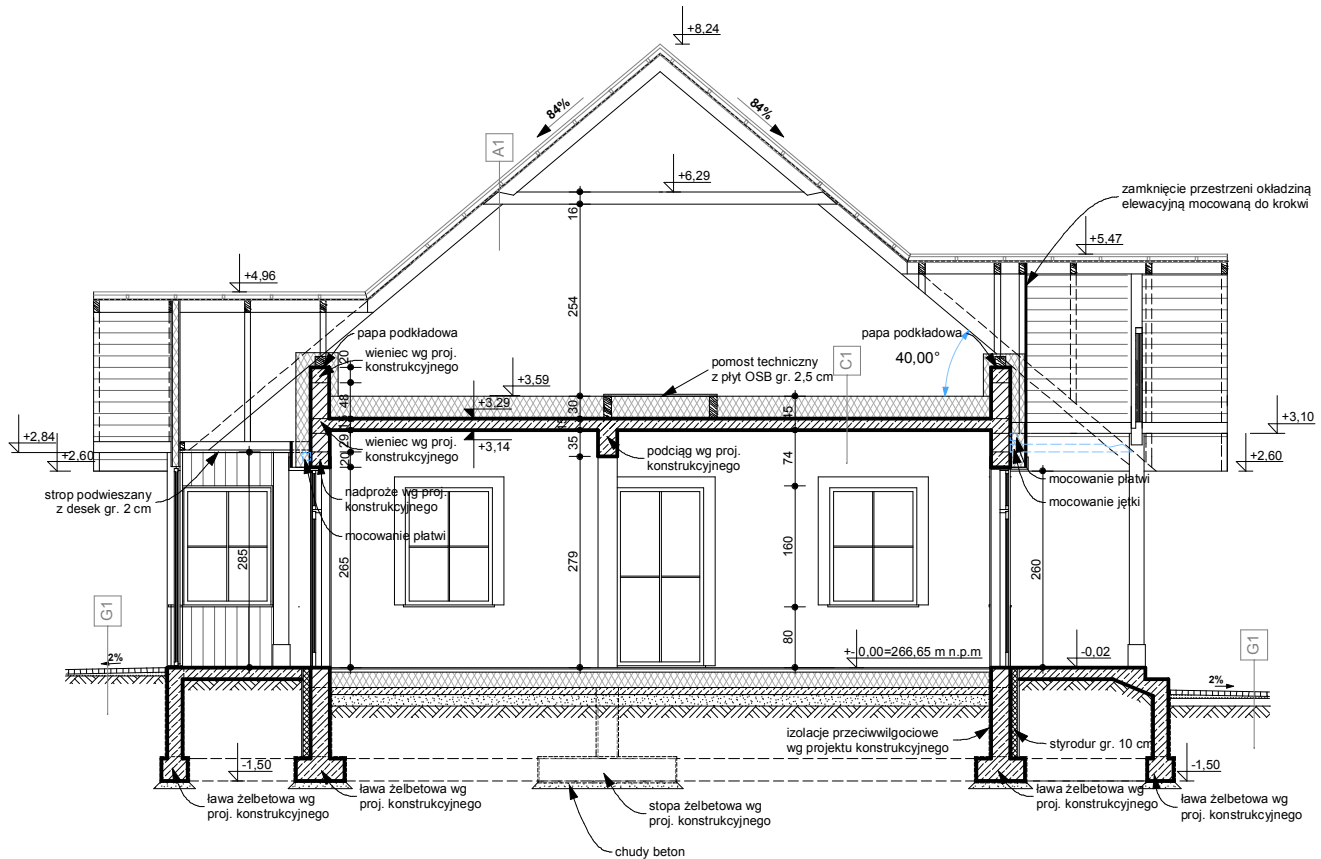 +8,24
84%
84%
A1
+6,29
16
zamknięcie przestrzeni okładziną
elewacyjną mocowaną do krokwi
+5,47
+4,96
254
papa podkładowa
wieniec wg proj.
konstrukcyjnego
20
papa podkładowa
40,00°
C1
pomost techniczny
z płyt OSB gr. 2,5 cm
+3,59
48
30
45
+3,29
+3,10
+2,84
+2,60
29
20
wieniec wg proj.
konstrukcyjnego
+3,14
35
podciąg wg proj.
konstrukcyjnego
74
+2,60
mocowanie płatwi
mocowanie jętki
strop podwieszany
z desek gr. 2 cm
nadproże wg proj.
konstrukcyjnego
mocowanie płatwi
285
265
279
160
260
80
G1
G1
2%
+- 0,00=266,65 m n.p.m
-0,02
2%
izolacje przeciwwilgociowe
wg projektu konstrukcyjnego
styrodur gr. 10 cm
-1,50
-1,50
ława żelbetowa wg
proj. konstrukcyjnego
ława żelbetowa wg
proj. konstrukcyjnego
stopa żelbetowa wg
proj. konstrukcyjnego
ława żelbetowa wg
proj. konstrukcyjnego
ława żelbetowa wg
proj. konstrukcyjnego
chudy beton